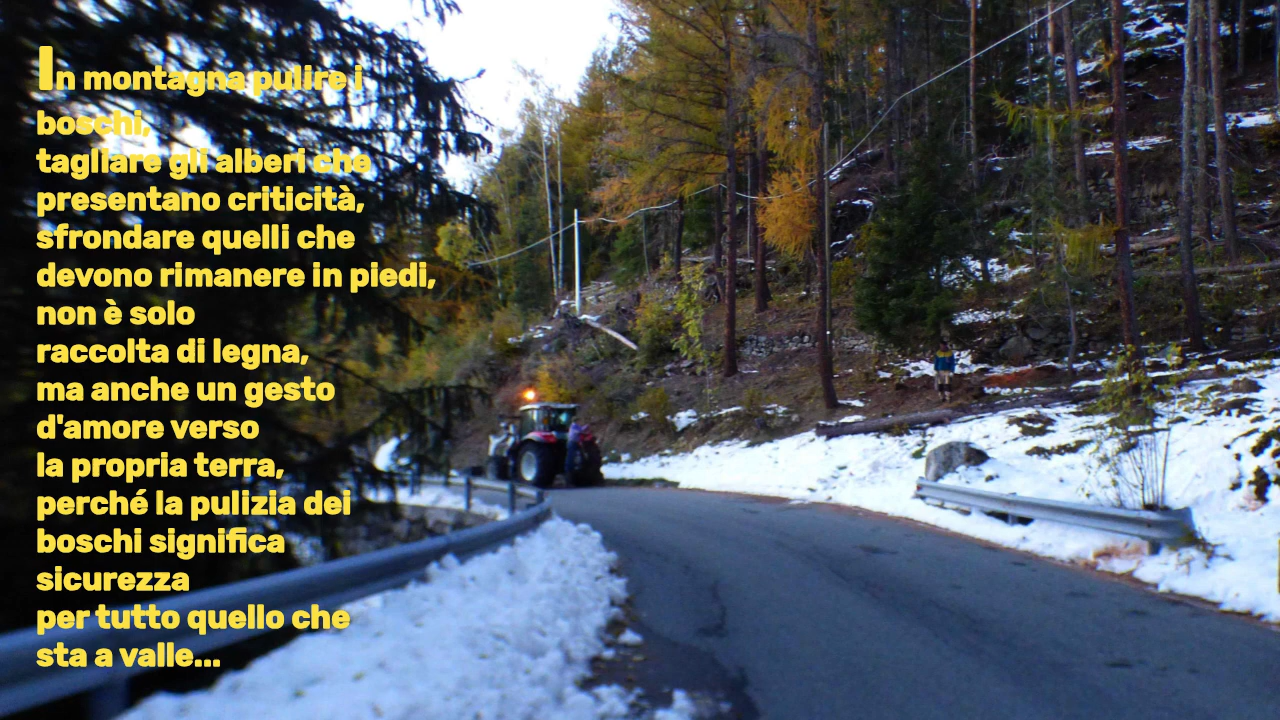 In montagna pulire i
boschi,
tagliare gli alberi che
presentano criticità,
sfrondare quelli che
devono rimanere in piedi,
non è solo
raccolta di legna,
ma anche un gesto
d'amore verso
la propria terra,
perché la pulizia dei
boschi significa
sicurezza
per tutto quello che
sta a valle...